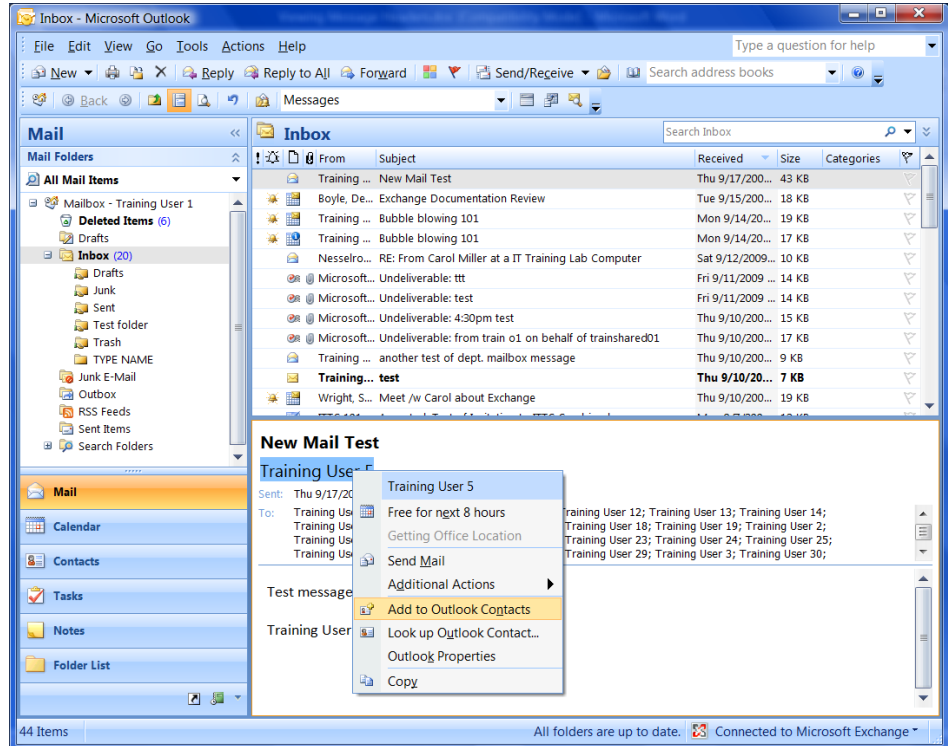 Inbox - Microsoft Outlook
File Edit View Go Tools Actions Help Type a question for help
New Reply Reply to All Forward Send/Receive Search address books
Back Messages
Mail
Mail Folders
All Mail Items
Mailbox - Training User 1
Deleted Items (6)
Drafts
Inbox (20)
Drafts
Junk
Sent
Test folder
Trash
TYPE NAME
Junk E-Mail
Outbox
RSS Feeds
Sent Items
Search Folders
Mail
Calendar
Contacts
Tasks
Notes
Folder List
Inbox Search Inbox
From Subject Received Size Categories
Training ... New Mail Test Thu 9/17/200... 43 KB
Boyle, De... Exchange Documentation Review Tue 9/15/200... 18 KB
Training ... Bubble blowing 101 Mon 9/14/20... 19 KB
Training ... Bubble blowing 101 Mon 9/14/20... 17 KB
Nesselro... RE: From Carol Miller at a IT Training Lab Computer Sat 9/12/2009... 10 KB
Microsoft... Undeliverable: ttt Fri 9/11/2009 ... 14 KB
Microsoft... Undeliverable: test Fri 9/11/2009 ... 14 KB
Microsoft... Undeliverable: 4:30pm test Thu 9/10/200... 15 KB
Microsoft... Undeliverable: from train o1 on behalf of trainshared01 Thu 9/10/200... 17 KB
Training ... another test of dept. mailbox message Thu 9/10/200... 9 KB
Training... test Thu 9/10/20... 7 KB
Wright, S... Meet /w Carol about Exchange Thu 9/10/200... 19 KB
New Mail Test
Training User 5
Sent: Thu 9/17/20
To: Training Use raining User 12; Training User 13; Training User 14;
Training Use Training User 18; Training User 19; Training User 2;
Training Use Training User 23; Training User 24; Training User 25;
Training Use Training User 29; Training User 3; Training User 30;
Test message
Training User
Training User 5
Free for next 8 hours
Getting Office Location
Send Mail
Additional Actions
Add to Outlook Contacts
Look up Outlook Contact...
Outlook Properties
Copy
44 Items All folders are up to date. Connected to Microsoft Exchange